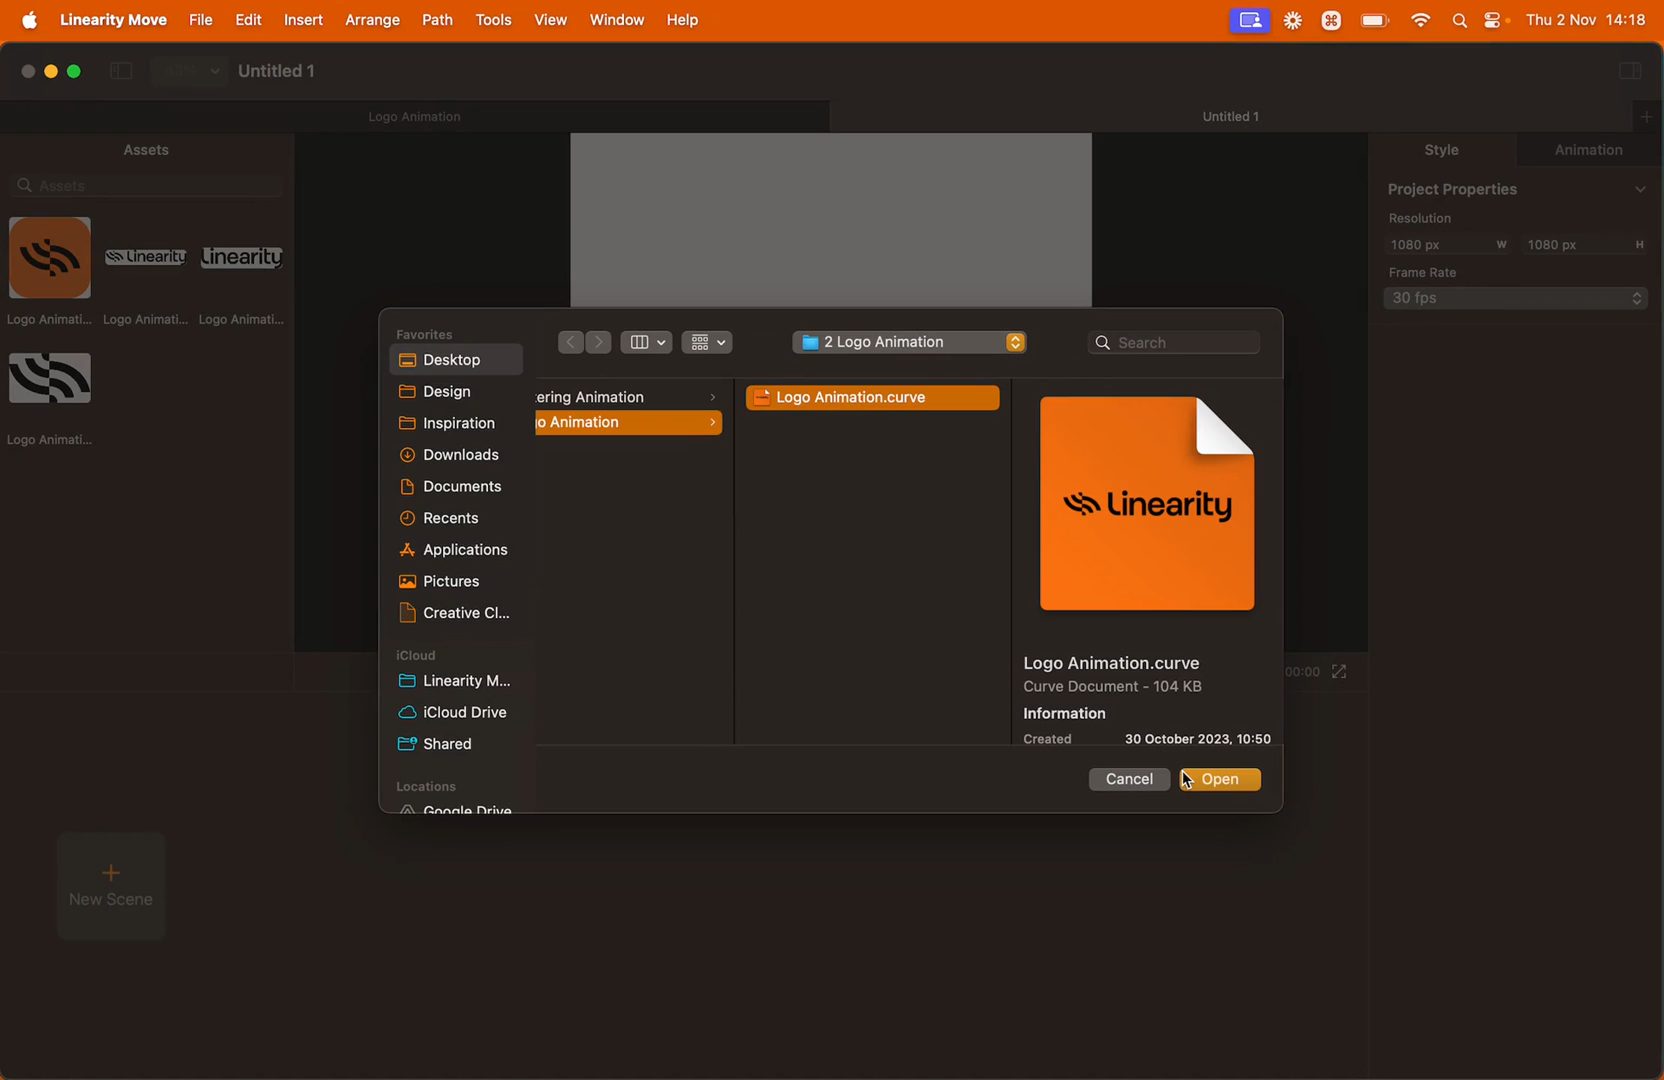 Linearity Move File Edit Insert Arrange Path Tools View Window Help Thu 2 Nov 14:18
Untitled 1
Logo Animation Untitled 1
Assets
Assets
Linearity Linearity
Logo Animati... Logo Animati... Logo Animati...
Logo Animati...
New Scene
Favorites
Desktop
Design
Inspiration
Downloads
Documents
Recents
Applications
Pictures
Creative Cl...
iCloud
Linearity M...
iCloud Drive
Shared
Locations
Google Drive
2 Logo Animation
Search
tering Animation
o Animation
Logo Animation.curve
Linearity
Logo Animation.curve
Curve Document - 104 KB
Information
Created 30 October 2023, 10:50
Cancel Open
00:00
Style Animation
Project Properties
Resolution
1080 px W 1080 px H
Frame Rate
30 fps